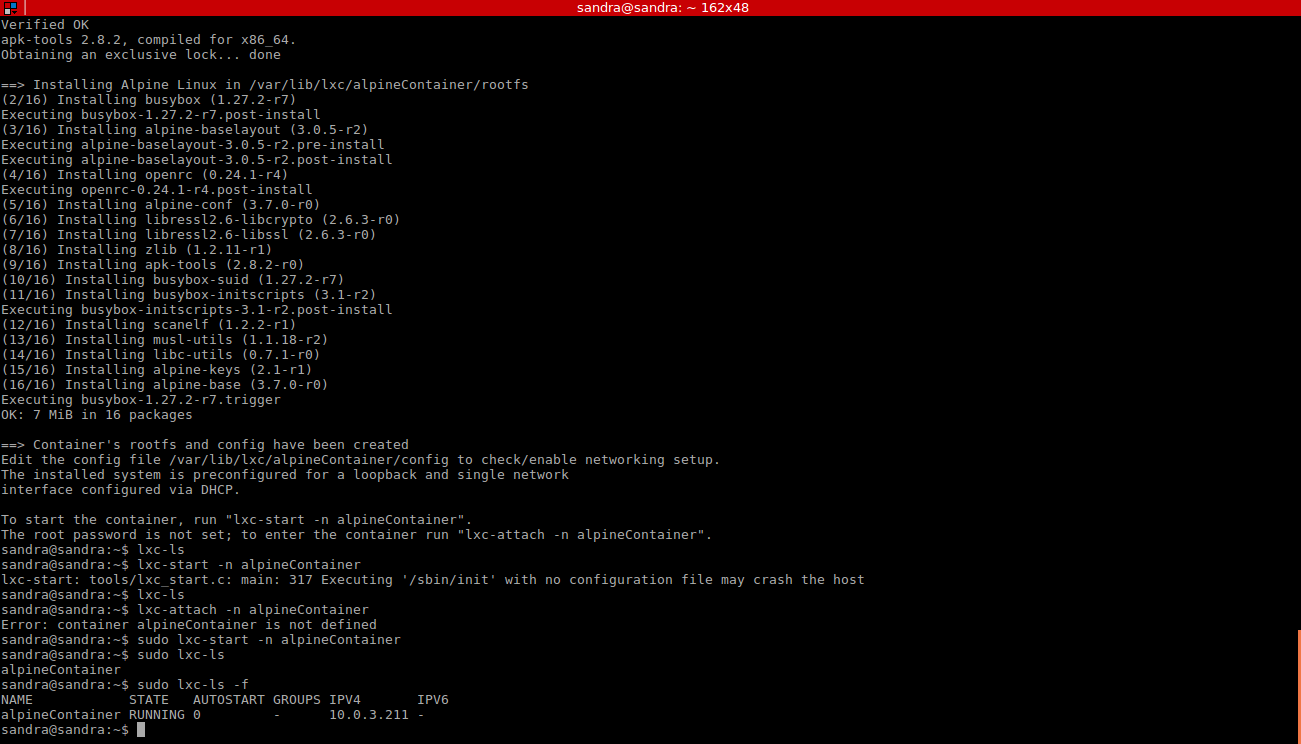 sandra@sandra: ~ 162x48
Verified OK
apk-tools 2.8.2, compiled for x86_64.
Obtaining an exclusive lock... done
==> Installing Alpine Linux in /var/lib/lxc/alpineContainer/rootfs
(2/16) Installing busybox (1.27.2-r7)
Executing busybox-1.27.2-r7.post-install
(3/16) Installing alpine-baselayout (3.0.5-r2)
Executing alpine-baselayout-3.0.5-r2.pre-install
Executing alpine-baselayout-3.0.5-r2.post-install
(4/16) Installing openrc (0.24.1-r4)
Executing openrc-0.24.1-r4.post-install
(5/16) Installing alpine-conf (3.7.0-r0)
(6/16) Installing libressl2.6-libcrypto (2.6.3-r0)
(7/16) Installing libressl2.6-libssl (2.6.3-r0)
(8/16) Installing zlib (1.2.11-r1)
(9/16) Installing apk-tools (2.8.2-r0)
(10/16) Installing busybox-suid (1.27.2-r7)
(11/16) Installing busybox-initscripts (3.1-r2)
Executing busybox-initscripts-3.1-r2.post-install
(12/16) Installing scanelf (1.2.2-r1)
(13/16) Installing musl-utils (1.1.18-r2)
(14/16) Installing libc-utils (0.7.1-r0)
(15/16) Installing alpine-keys (2.1-r1)
(16/16) Installing alpine-base (3.7.0-r0)
Executing busybox-1.27.2-r7.trigger
OK: 7 MiB in 16 packages
==> Container's rootfs and config have been created
Edit the config file /var/lib/lxc/alpineContainer/config to check/enable networking setup.
The installed system is preconfigured for a loopback and single network
interface configured via DHCP.
To start the container, run "lxc-start -n alpineContainer".
The root password is not set; to enter the container run "lxc-attach -n alpineContainer".
sandra@sandra:~$ lxc-ls
sandra@sandra:~$ lxc-start -n alpineContainer
lxc-start: tools/lxc_start.c: main: 317 Executing '/sbin/init' with no configuration file may crash the host
sandra@sandra:~$ lxc-ls
sandra@sandra:~$ lxc-attach -n alpineContainer
Error: container alpineContainer is not defined
sandra@sandra:~$ sudo lxc-start -n alpineContainer
sandra@sandra:~$ sudo lxc-ls
alpineContainer
sandra@sandra:~$ sudo lxc-ls -f
NAME            STATE   AUTOSTART GROUPS IPV4       IPV6
alpineContainer RUNNING 0         -      10.0.3.211 -
sandra@sandra:~$